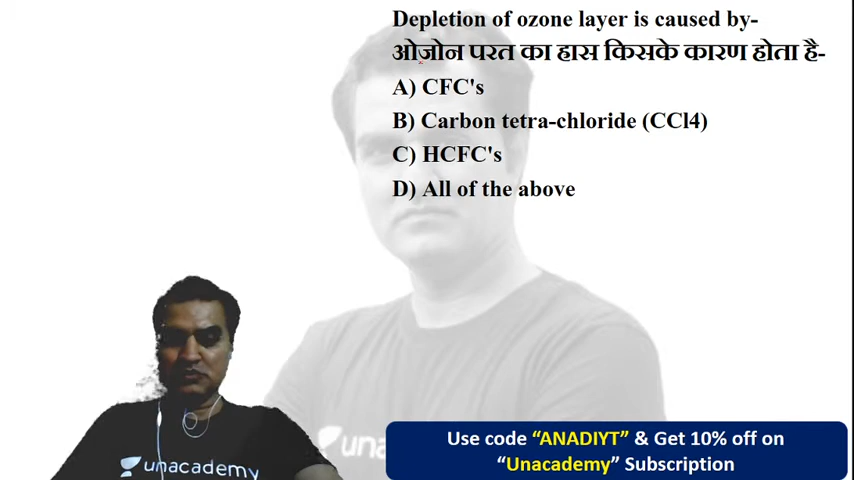 Depletion of ozone layer is caused by-
ओजोन परत का ह्रास किसके कारण होता है-
A) CFC's
B) Carbon tetra-chloride (CCl4)
C) HCFC's
D) All of the above
una
unacademy
Use code “ANADIYT” & Get 10% off on
“Unacademy” Subscription